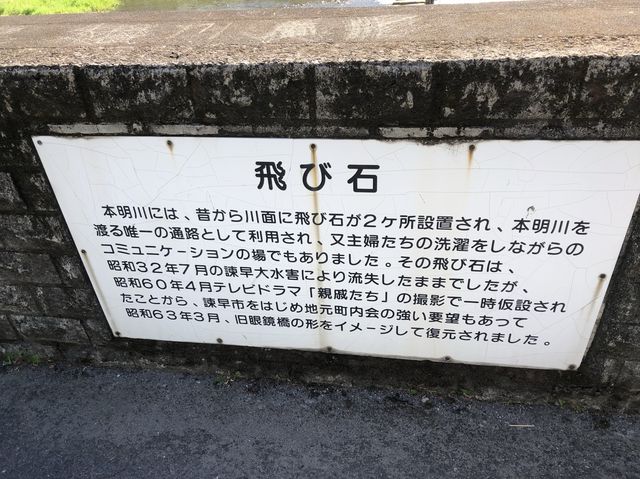 飛び石
本明川には、昔から川面に飛び石が2ヶ所設置され、本明川を
渡る唯一の通路として利用され、又主婦たちの洗濯をしながらの
コミュニケーションの場でもありました。その飛び石は、
昭和32年7月の諫早大水害により流失したままでしたが、
昭和60年4月テレビドラマ「親戚たち」の撮影で一時仮設され
たことから、諫早市をはじめ地元町内会の強い要望もあって
昭和63年3月、旧眼鏡橋の形をイメージして復元されました。